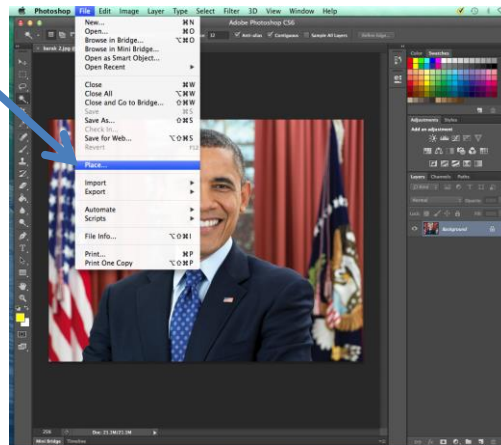 Photoshop File Edit Image Layer Type Select Filter 3D View Window Help
Adobe Photoshop CS6
New... ⌘N
Open... ⌘O
Browse in Bridge... ⌥⌘O
Browse in Mini Bridge...
Open as Smart Object...
Open Recent
Close ⌘W
Close All ⌥⌘W
Close and Go to Bridge... ⇧⌘W
Save ⌘S
Save As... ⇧⌘S
Check In...
Save for Web... ⌥⇧⌘S
Revert F12
Place...
Import
Export
Automate
Scripts
File Info... ⌥⇧⌘I
Print... ⌘P
Print One Copy ⌥⇧⌘P
32 Anti-alias Contiguous Sample All Layers Refine Edge...
Color Swatches
Adjustments Styles
Add an adjustment
Layers Channels Paths
Normal Opacity
Lock
Background
Mini Bridge Timeline